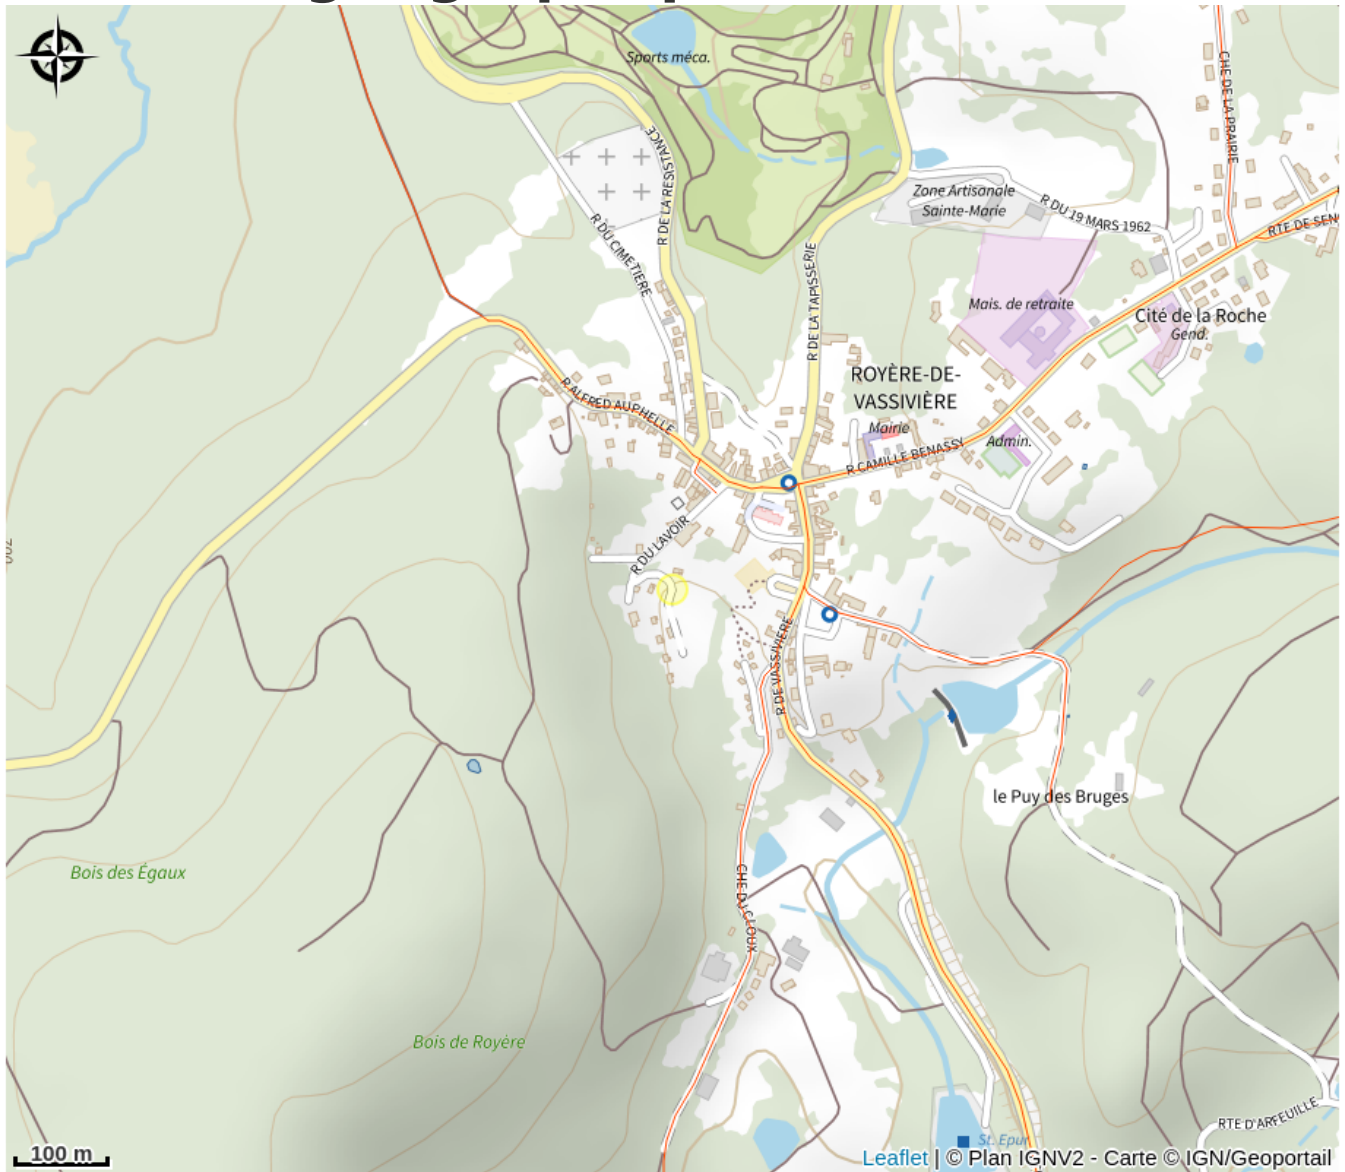 Sports méca.
CHE DE LA PRAIRIE
R DE LA RESISTANCE
Zone Artisanale
Sainte-Marie
R DU 19 MARS 1962
RTE DE SEN
R DU CIMETIERE
R DE LA TAPISSERIE
Mais. de retraite
Cité de la Roche
Gend.
ROYÈRE-DE-
VASSIVIÈRE
R ALFRED AUPHELLE
Mairie
Admin.
R CAMILLE BENASSY
R DU LAVOIR
R DE VASSIVIERE
le Puy des Bruges
Bois des Égaux
CHE DU CLOUX
Bois de Royère
RTE D'ARFEUILLE
St. Epur
100 m
Leaflet | © Plan IGNV2 - Carte © IGN/Geoportail